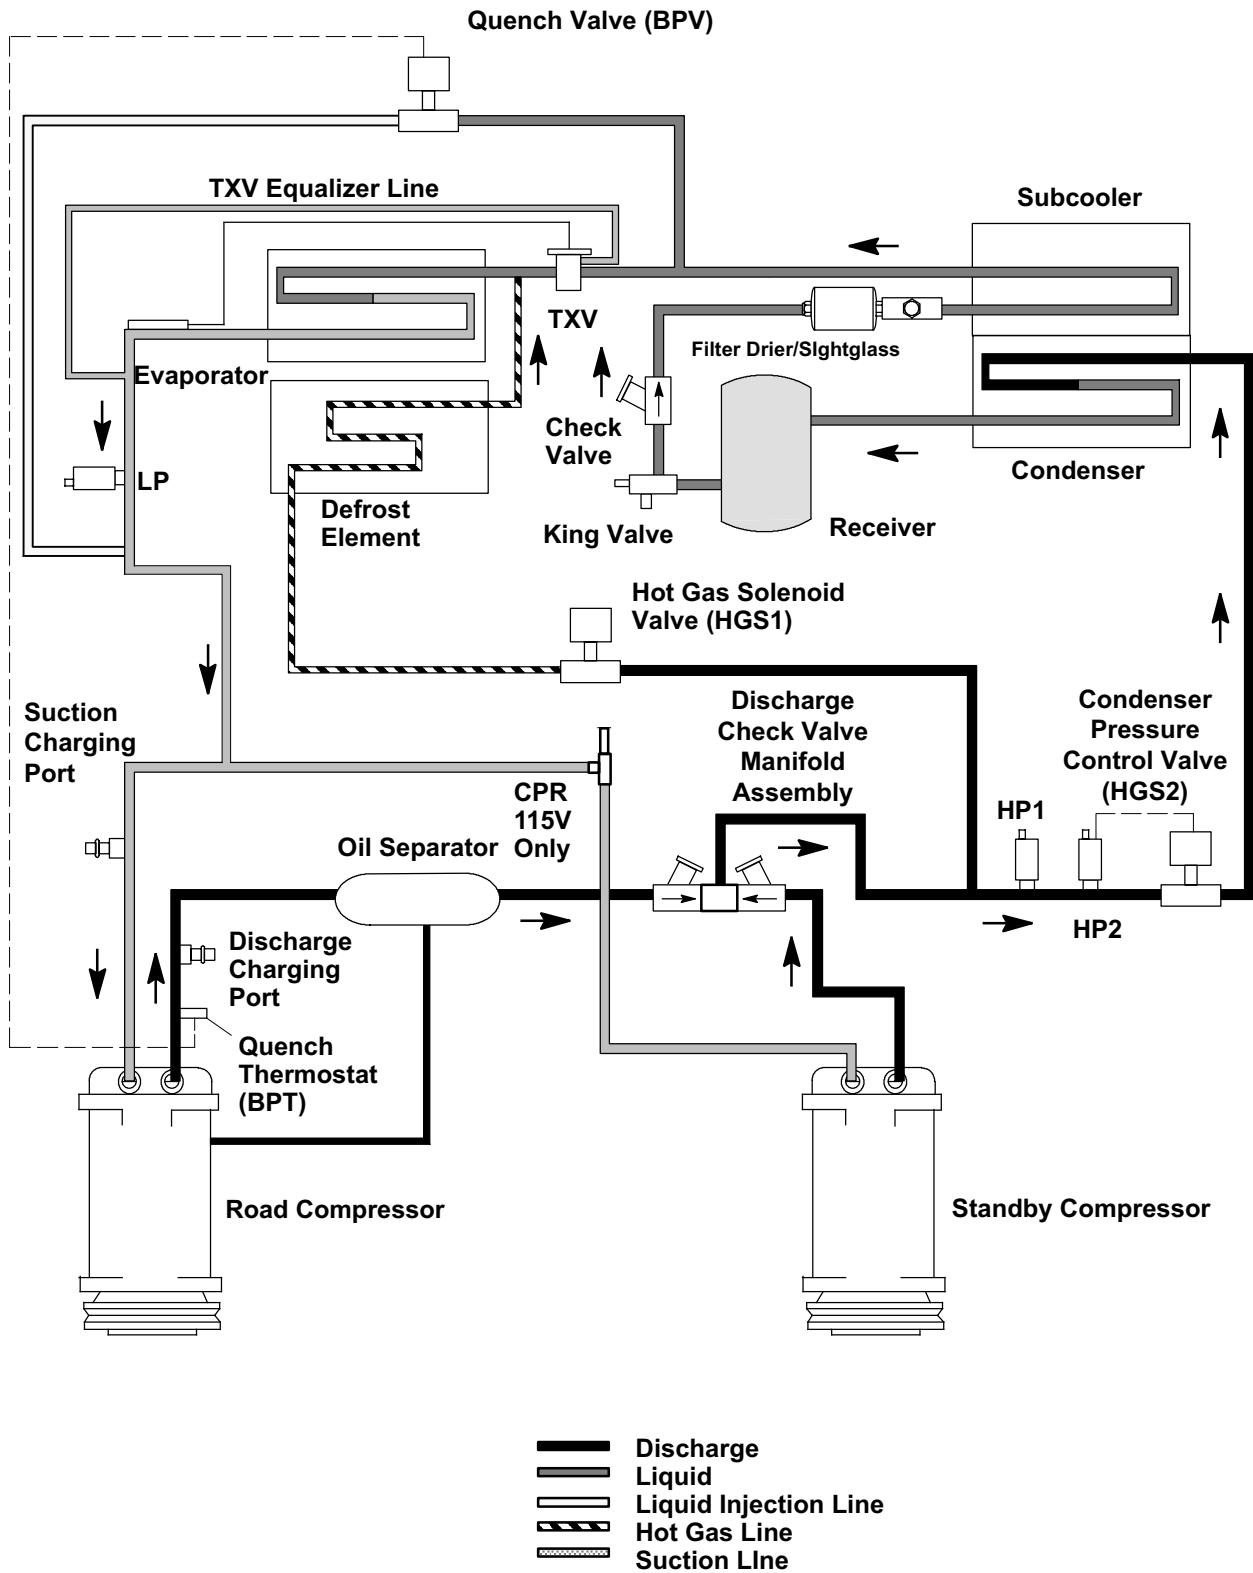 Quench Valve (BPV)
TXV Equalizer Line
Subcooler
TXV
Filter Drier/SIghtglass
Evaporator
Check
Valve
Condenser
LP
Defrost
Element
King Valve
Receiver
Hot Gas Solenoid
Valve (HGS1)
Suction
Charging
Port
Discharge
Check Valve
Manifold
Assembly
Condenser
Pressure
Control Valve
(HGS2)
CPR
115V
Only
HP1
Oil Separator
HP2
Discharge
Charging
Port
Quench
Thermostat
(BPT)
Road Compressor
Standby Compressor
Discharge
Liquid
Liquid Injection Line
Hot Gas Line
Suction LIne